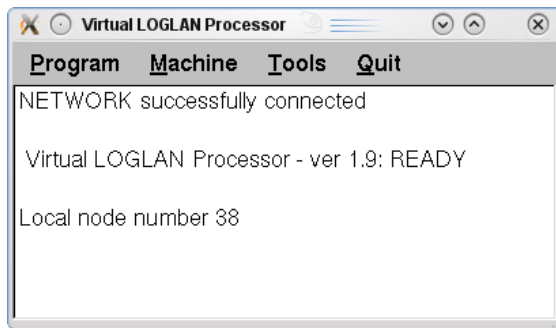 Virtual LOGLAN Processor
Program Machine Tools Quit
NETWORK successfully connected
Virtual LOGLAN Processor - ver 1.9: READY
Local node number 38